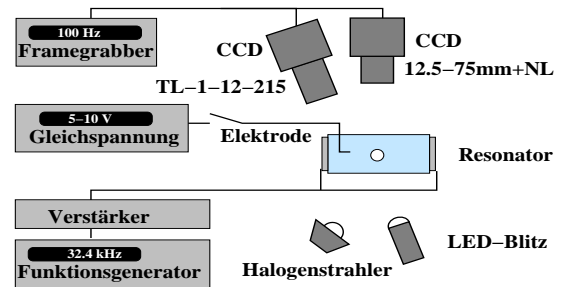 100 Hz
Framegrabber
CCD
CCD
12.5−75mm+NL
TL−1−12−215
5−10 V
Gleichspannung
Elektrode
Resonator
Verstärker
32.4 kHz
Funktionsgenerator
Halogenstrahler
LED−Blitz